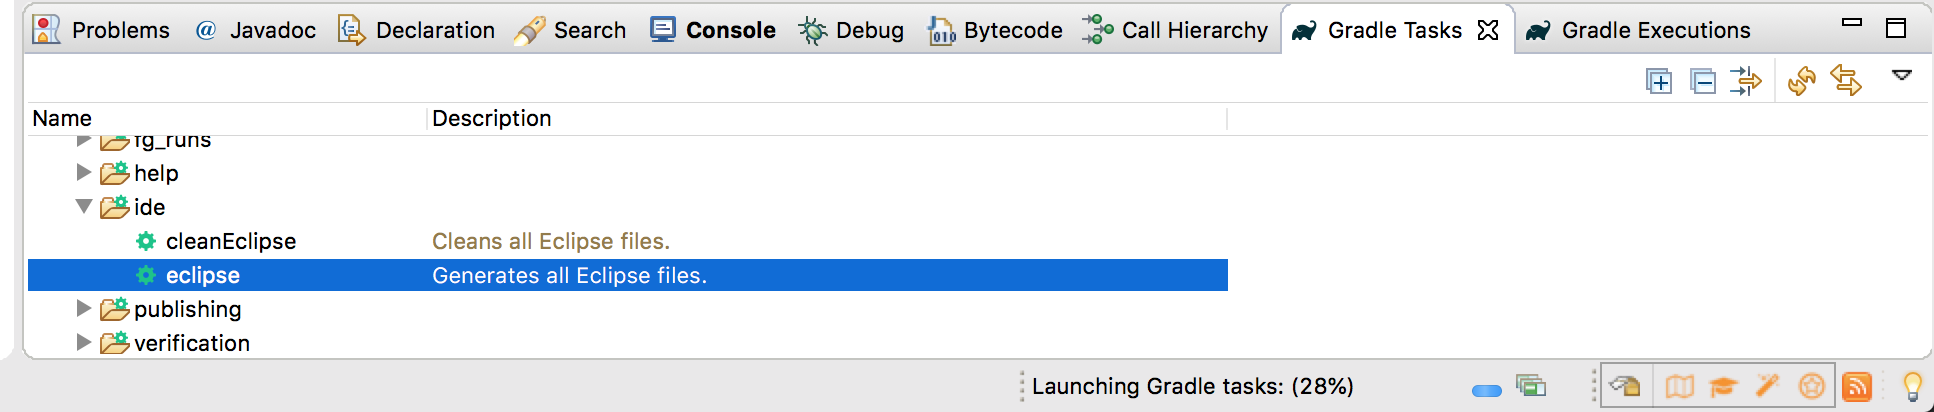 Problems @ Javadoc Declaration Search Console Debug Bytecode Call Hierarchy Gradle Tasks Gradle Executions
Name Description
fg_runs
help
ide
cleanEclipse Cleans all Eclipse files.
eclipse Generates all Eclipse files.
publishing
verification
Launching Gradle tasks: (28%)